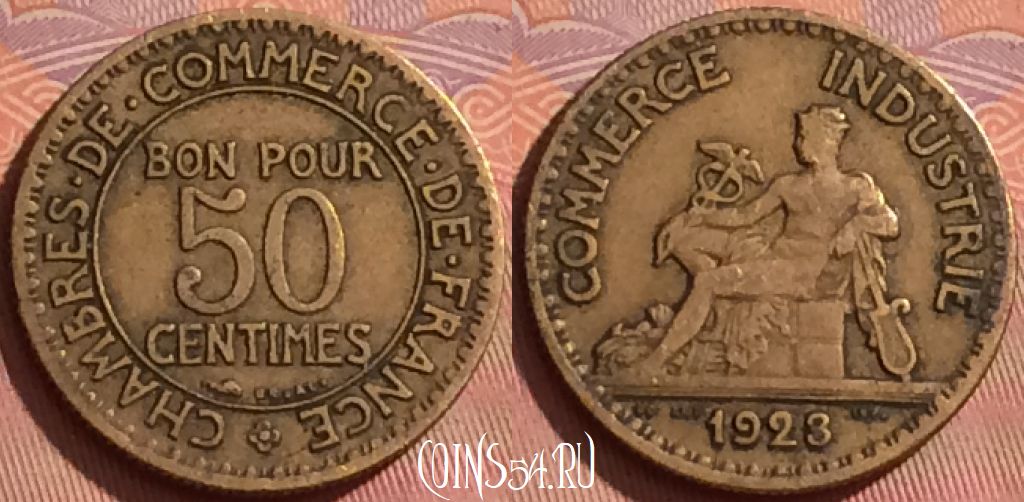 CHAMBRES·DE·COMMERCE·DE·FRANCE
BON POUR
50
CENTIMES
COMMERCE INDUSTRIE
1923
COINS54.RU